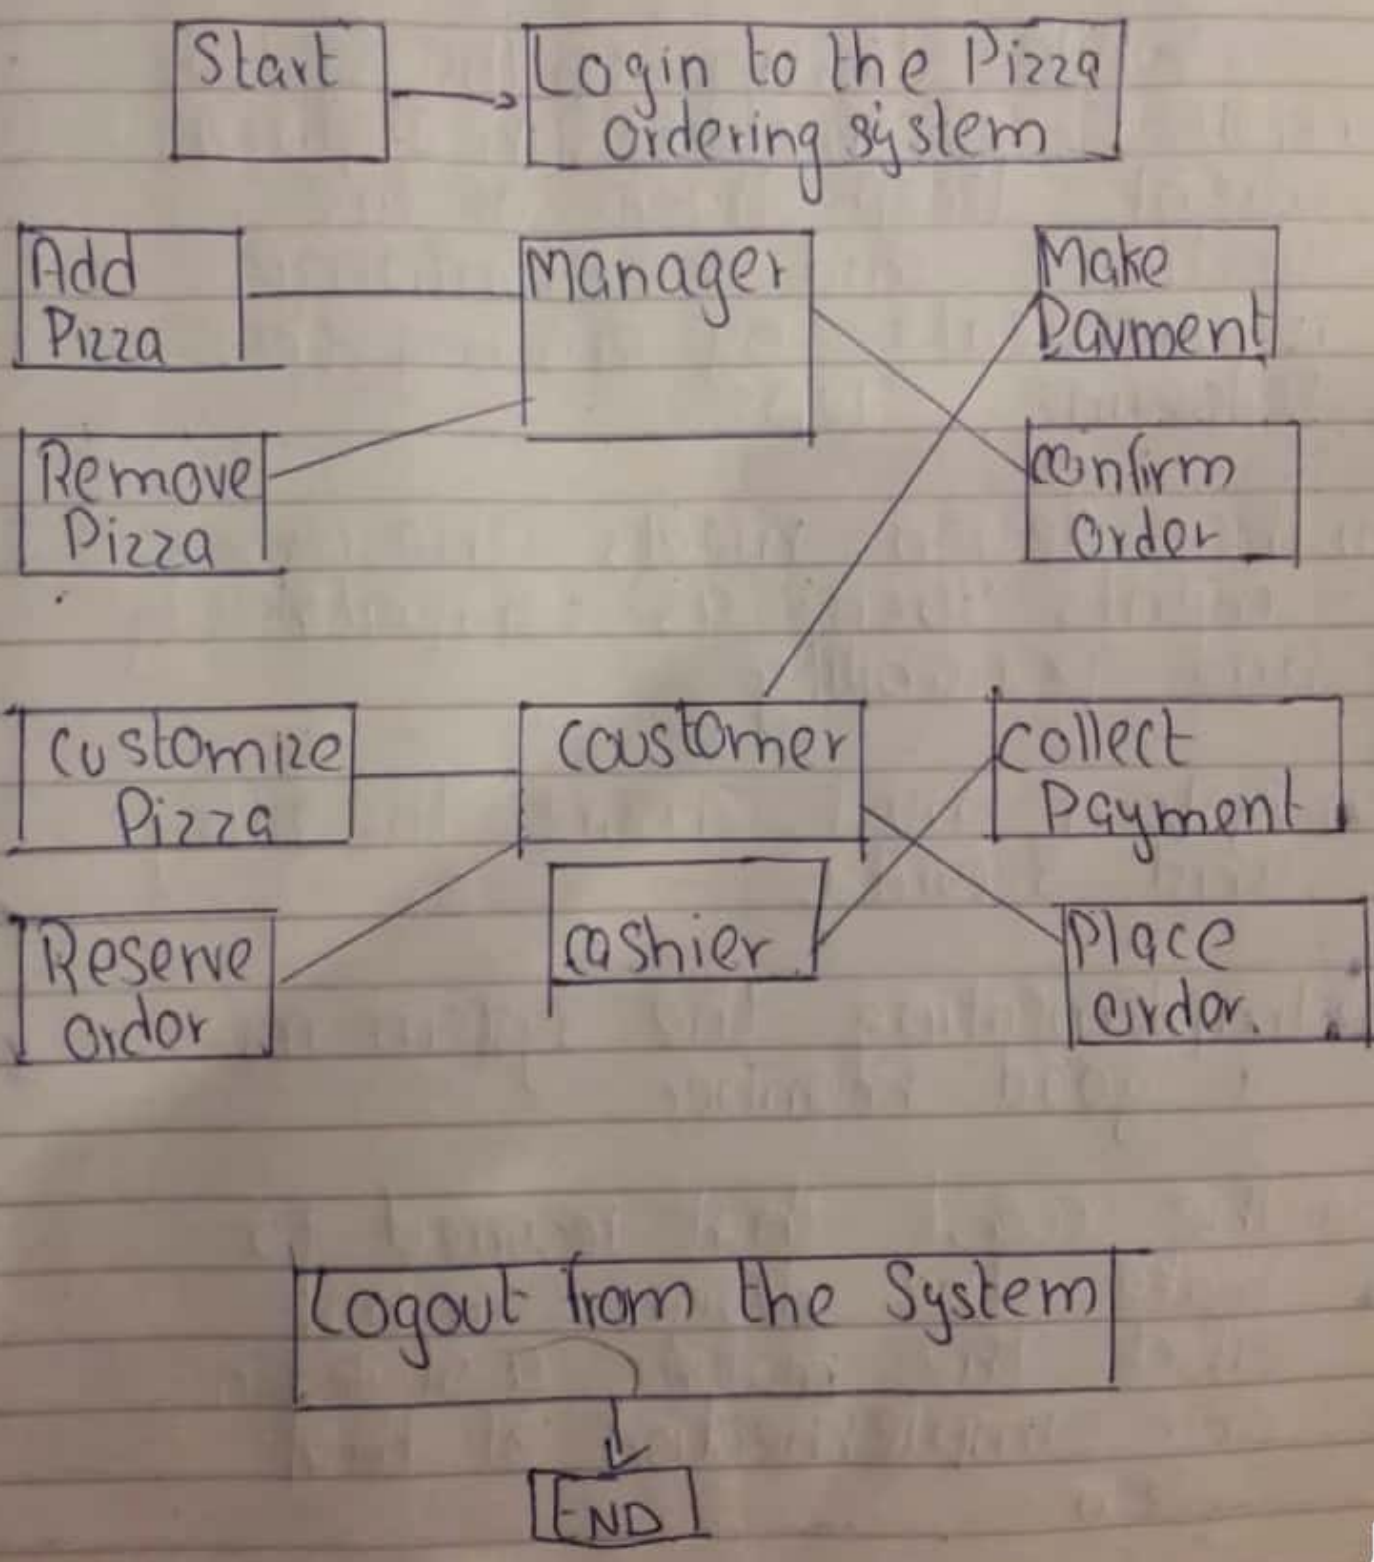 Start
Login to the Pizza
ordering system
Add
Pizza
Manager
Make
Payment
Remove
Pizza
confirm
order
customize
Pizza
coustomer
collect
Payment
Reserve
ordor
cashier
Place
order.
Logout from the System
END